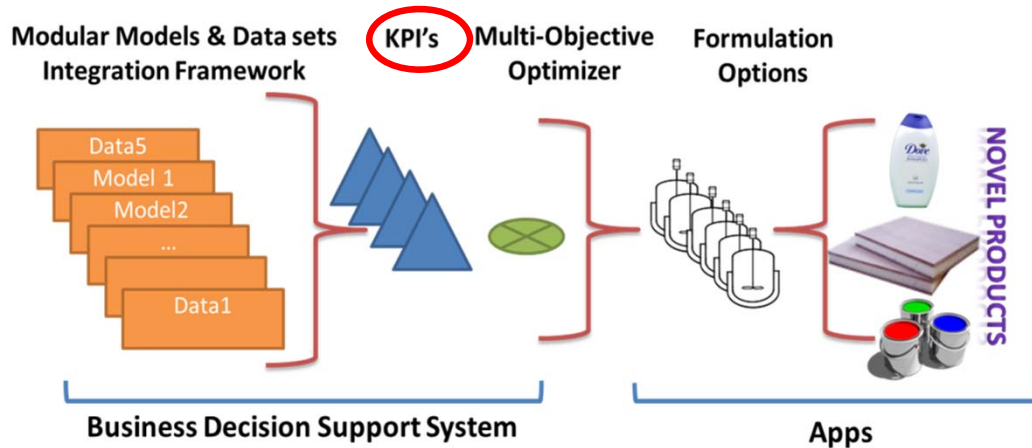 Modular Models & Data sets
Integration Framework
KPI's
Multi-Objective
Optimizer
Formulation
Options
Data5
Model 1
Model2
...
Data1
Dove
NOVEL PRODUCTS
Business Decision Support System
Apps